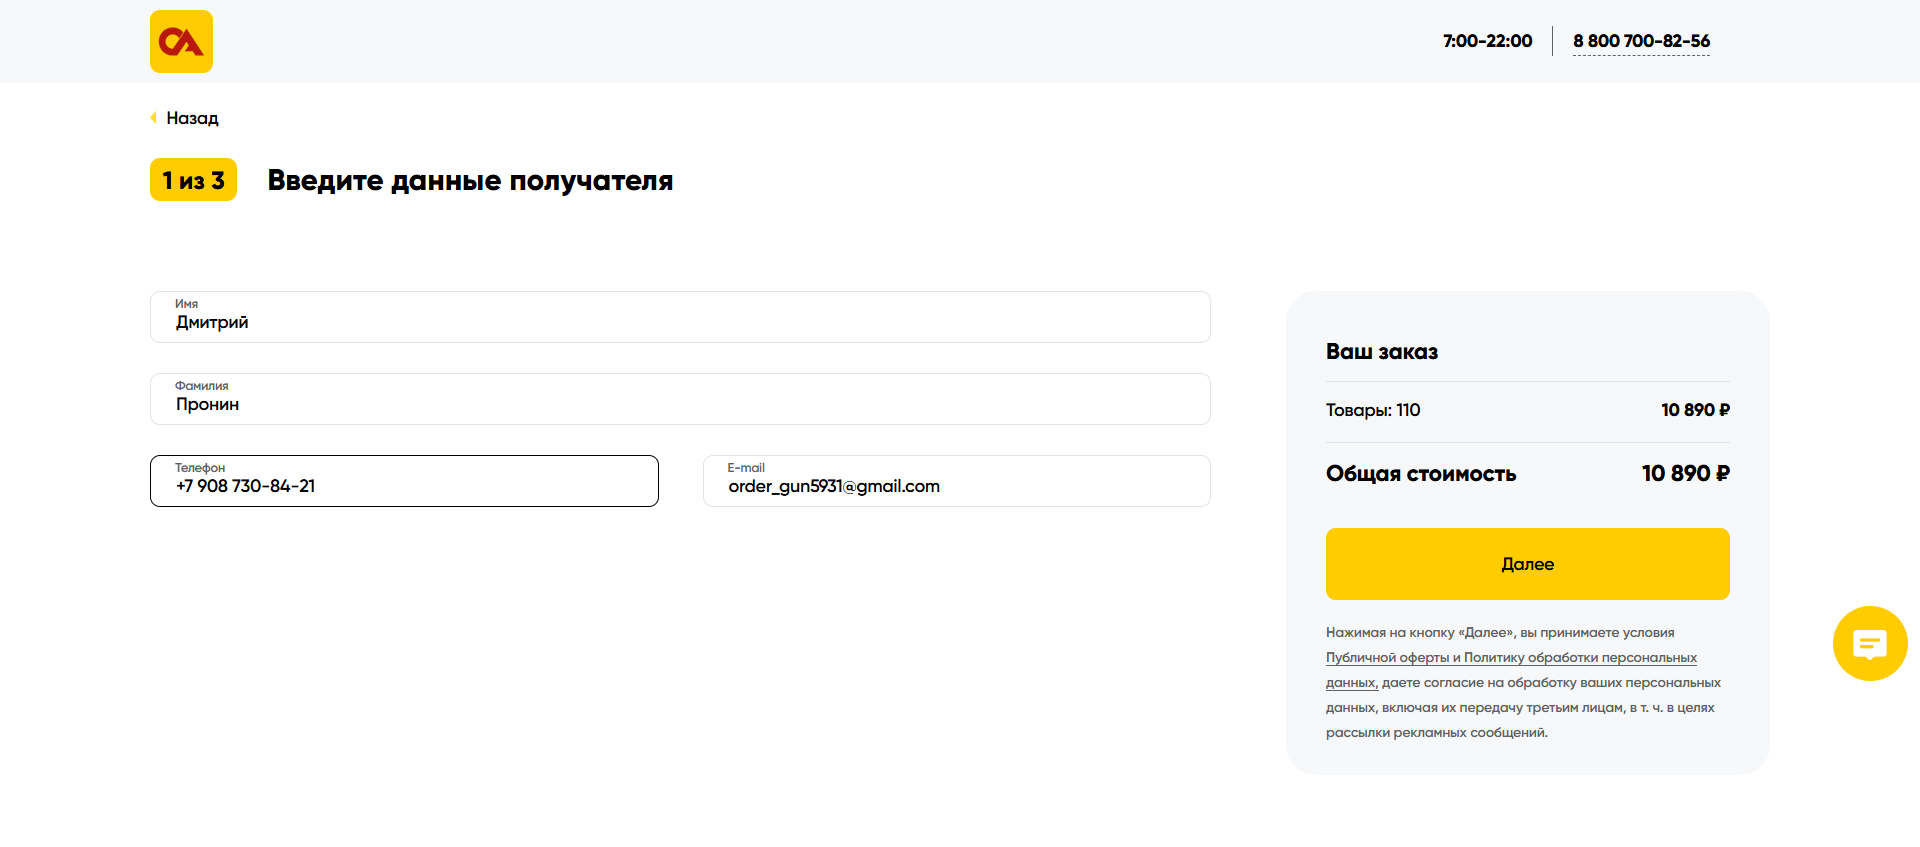 СА
7:00-22:00
8 800 700-82-56
Назад
1 из 3
Введите данные получателя
Имя
Дмитрий
Фамилия
Пронин
Телефон
+7 908 730-84-21
E-mail
order_gun5931@gmail.com
Ваш заказ
Товары: 110
10 890 ₽
Общая стоимость
10 890 ₽
Далее
Нажимая на кнопку «Далее», вы принимаете условия
Публичной оферты и Политику обработки персональных
данных, даете согласие на обработку ваших персональных
данных, включая их передачу третьим лицам, в т. ч. в целях
рассылки рекламных сообщений.